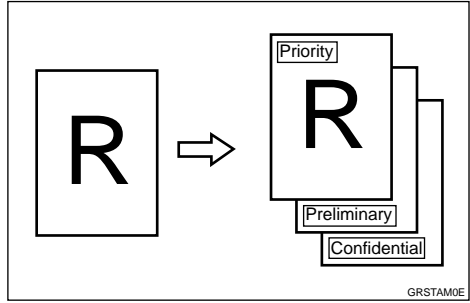 Priority
R
R
Preliminary
Confidential
GRSTAM0E